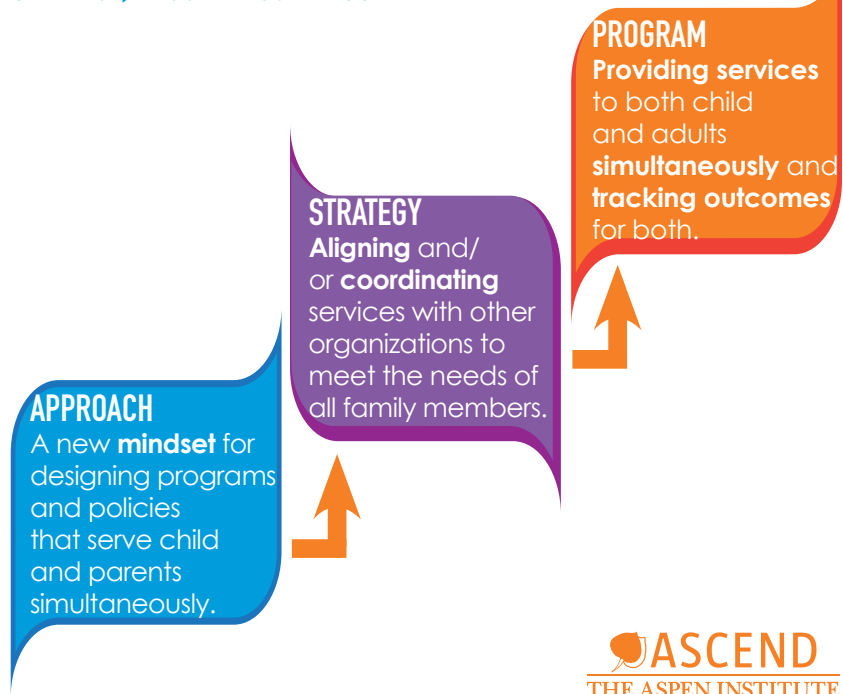 PROGRAM
Providing services
to both child
and adults
simultaneously and
tracking outcomes
for both.
STRATEGY
Aligning and/
or coordinating
services with other
organizations to
meet the needs of
all family members.
APPROACH
A new mindset for
designing programs
and policies
that serve child
and parents
simultaneously.
ASCEND
THE ASPEN INSTITUTE